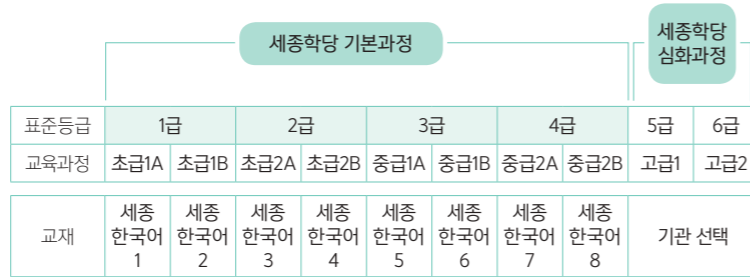 세종학당 기본과정
세종학당
심화과정
표준등급 1급 2급 3급 4급 5급 6급
교육과정 초급1A 초급1B 초급2A 초급2B 중급1A 중급1B 중급2A 중급2B 고급1 고급2
교재
세종 한국어 1
세종 한국어 2
세종 한국어 3
세종 한국어 4
세종 한국어 5
세종 한국어 6
세종 한국어 7
세종 한국어 8
기관 선택